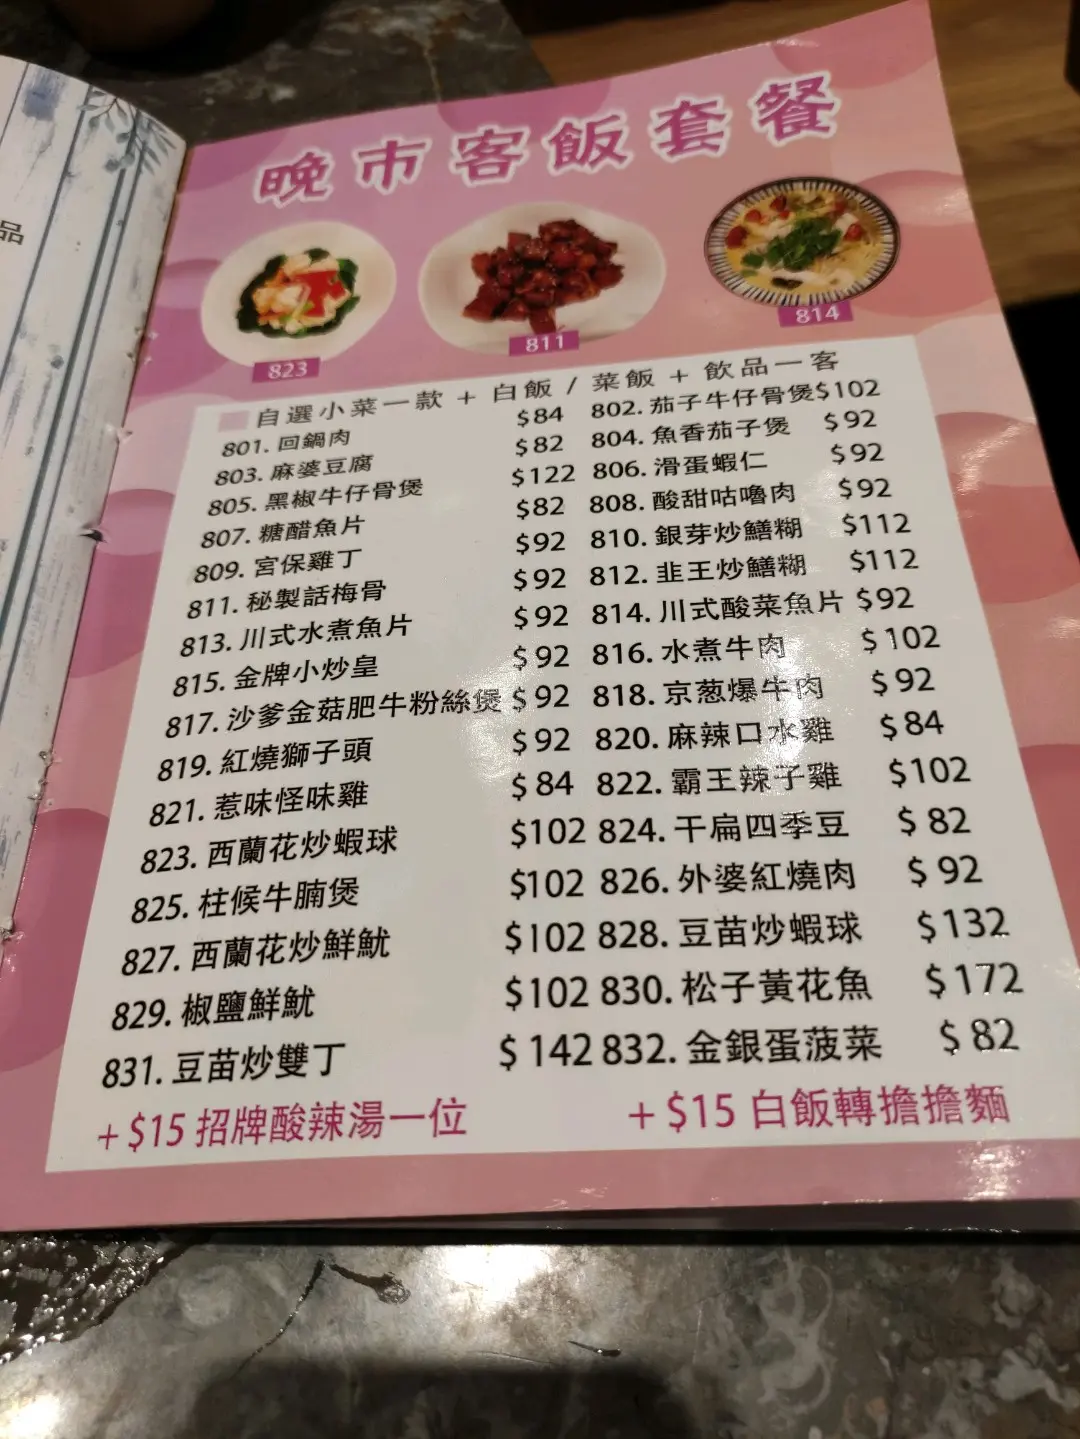 品
晚市客飯套餐
823
811
814
自選小菜一款 + 白飯 / 菜飯 + 飲品一客
801. 回鍋肉 $84 802. 茄子牛仔骨煲 $102
803. 麻婆豆腐 $82 804. 魚香茄子煲 $92
805. 黑椒牛仔骨煲 $122 806. 滑蛋蝦仁 $92
807. 糖醋魚片 $82 808. 酸甜咕嚕肉 $92
809. 宮保雞丁 $92 810. 銀芽炒鱔糊 $112
811. 秘製話梅骨 $92 812. 韭王炒鱔糊 $112
813. 川式水煮魚片 $92 814. 川式酸菜魚片 $92
815. 金牌小炒皇 $92 816. 水煮牛肉 $102
817. 沙爹金菇肥牛粉絲煲 $92 818. 京葱爆牛肉 $92
819. 紅燒獅子頭 $92 820. 麻辣口水雞 $84
821. 惹味怪味雞 $84 822. 霸王辣子雞 $102
823. 西蘭花炒蝦球 $102 824. 干扁四季豆 $82
825. 柱候牛腩煲 $102 826. 外婆紅燒肉 $92
827. 西蘭花炒鮮魷 $102 828. 豆苗炒蝦球 $132
829. 椒鹽鮮魷 $102 830. 松子黃花魚 $172
831. 豆苗炒雙丁 $142 832. 金銀蛋菠菜 $82
+ $15 招牌酸辣湯一位 + $15 白飯轉擔擔麵